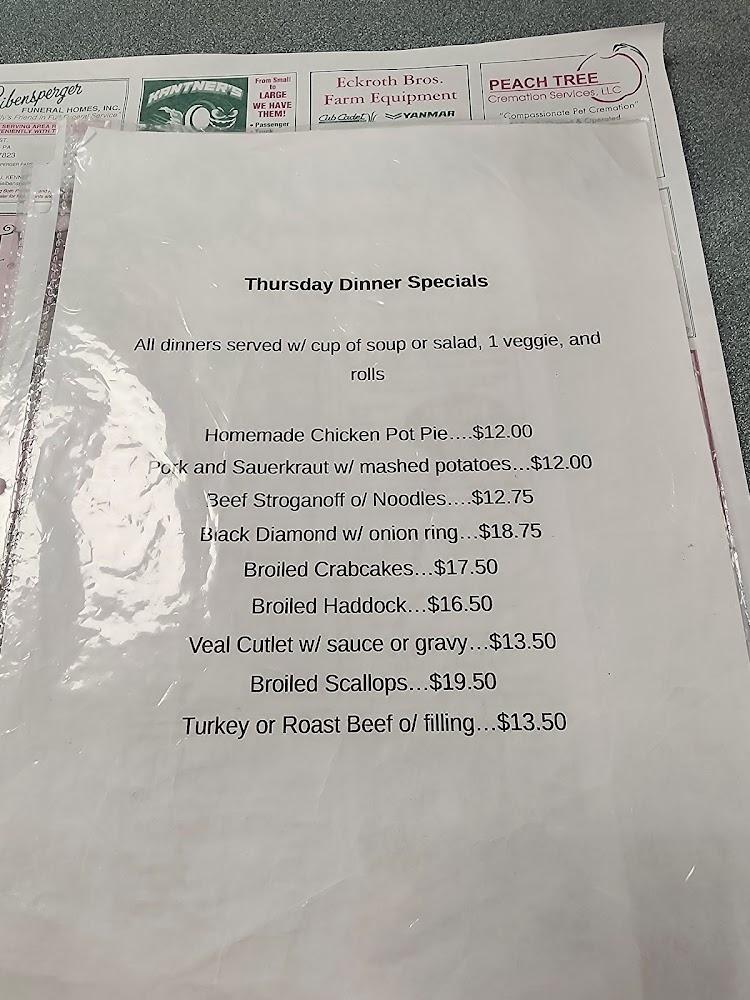 FUNERAL HOMES, INC.
KANTNER'S
From Small
to
LARGE
WE HAVE
THEM!
• Passenger
Eckroth Bros.
Farm Equipment
Cub Cadet YANMAR
PEACH TREE
Cremation Services, LLC
"Compassionate Pet Cremation"
Thursday Dinner Specials
All dinners served w/ cup of soup or salad, 1 veggie, and
rolls
Homemade Chicken Pot Pie....$12.00
Pork and Sauerkraut w/ mashed potatoes...$12.00
Beef Stroganoff o/ Noodles....$12.75
Black Diamond w/ onion ring...$18.75
Broiled Crabcakes...$17.50
Broiled Haddock...$16.50
Veal Cutlet w/ sauce or gravy...$13.50
Broiled Scallops...$19.50
Turkey or Roast Beef o/ filling...$13.50